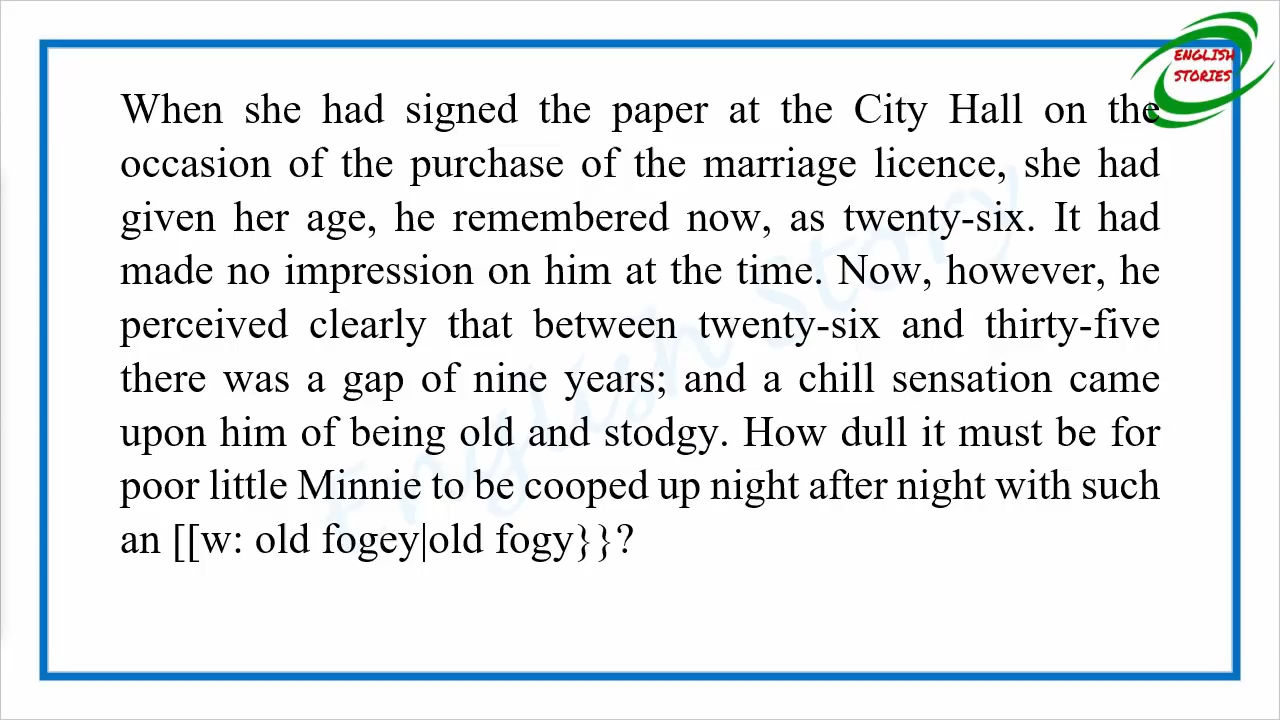 ENGLISH
STORIES
When she had signed the paper at the City Hall on the
occasion of the purchase of the marriage licence, she had
given her age, he remembered now, as twenty-six. It had
made no impression on him at the time. Now, however, he
perceived clearly that between twenty-six and thirty-five
there was a gap of nine years; and a chill sensation came
upon him of being old and stodgy. How dull it must be for
poor little Minnie to be cooped up night after night with such
an [[w: old fogey|old fogy}}?
English Story